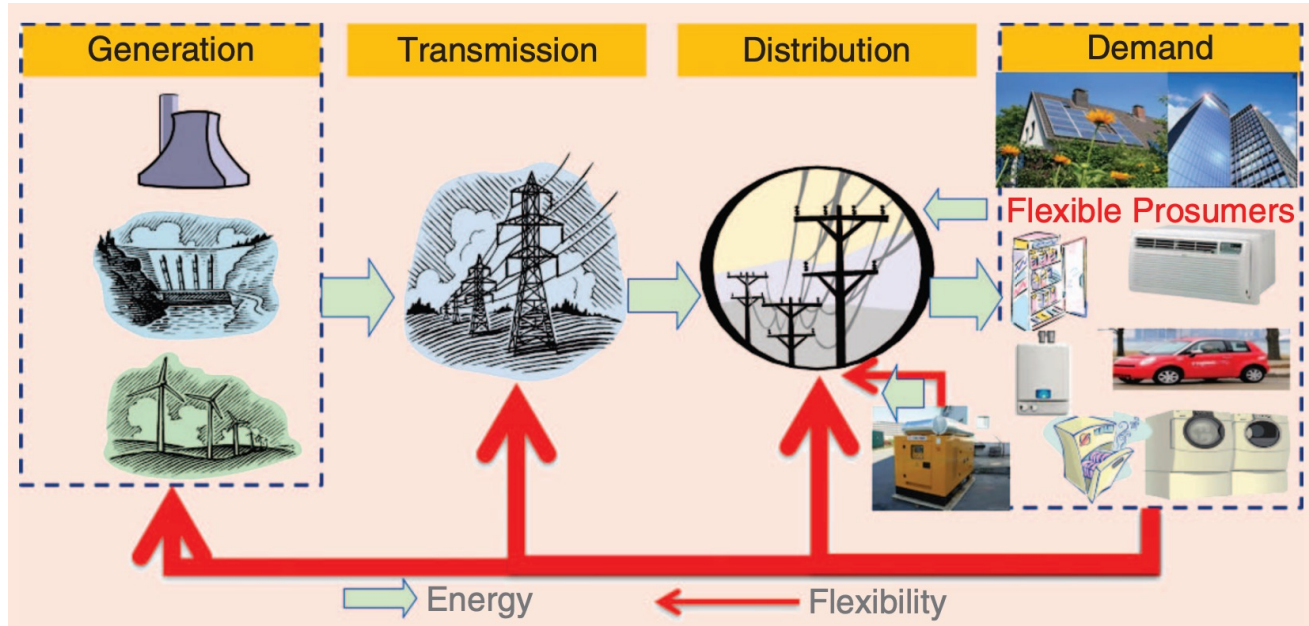 Generation
Transmission
Distribution
Demand
Flexible Prosumers
Energy
Flexibility